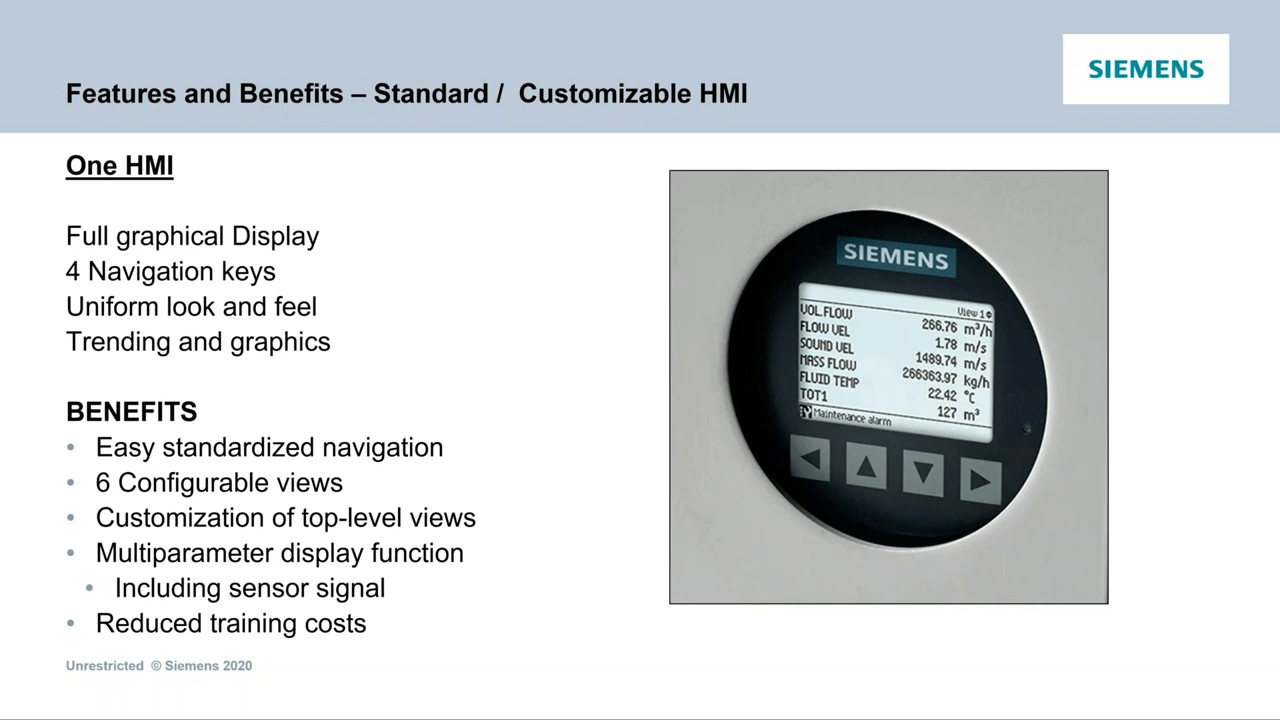 SIEMENS
Features and Benefits – Standard / Customizable HMI
One HMI
Full graphical Display
4 Navigation keys
Uniform look and feel
Trending and graphics
BENEFITS
• Easy standardized navigation
• 6 Configurable views
• Customization of top-level views
• Multiparameter display function
• Including sensor signal
• Reduced training costs
SIEMENS
View 1
VOL.FLOW 266.76 m³/h
FLOW VEL 1.78 m/s
SOUND VEL 1489.74 m/s
MASS FLOW 266363.97 kg/h
FLUID TEMP 22.42 °C
TOT1 127 m³
Maintenance alarm
Unrestricted © Siemens 2020